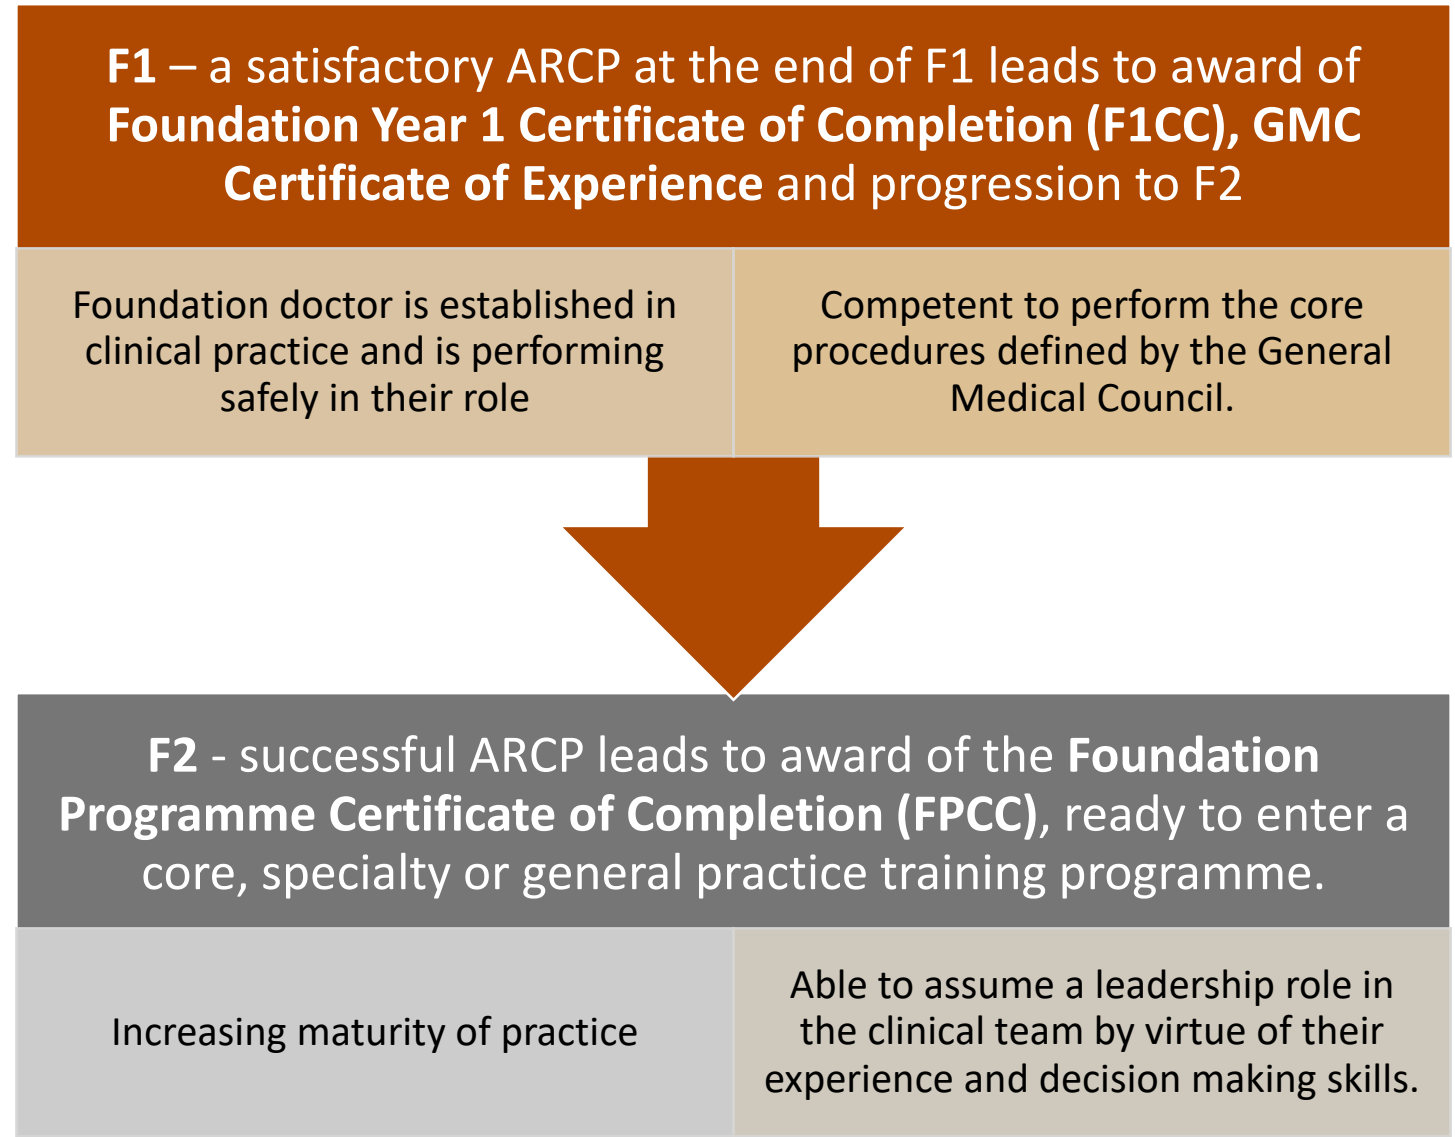 F1 – a satisfactory ARCP at the end of F1 leads to award of
Foundation Year 1 Certificate of Completion (F1CC), GMC
Certificate of Experience and progression to F2
Foundation doctor is established in
clinical practice and is performing
safely in their role
Competent to perform the core
procedures defined by the General
Medical Council.
F2 - successful ARCP leads to award of the Foundation
Programme Certificate of Completion (FPCC), ready to enter a
core, specialty or general practice training programme.
Increasing maturity of practice
Able to assume a leadership role in
the clinical team by virtue of their
experience and decision making skills.